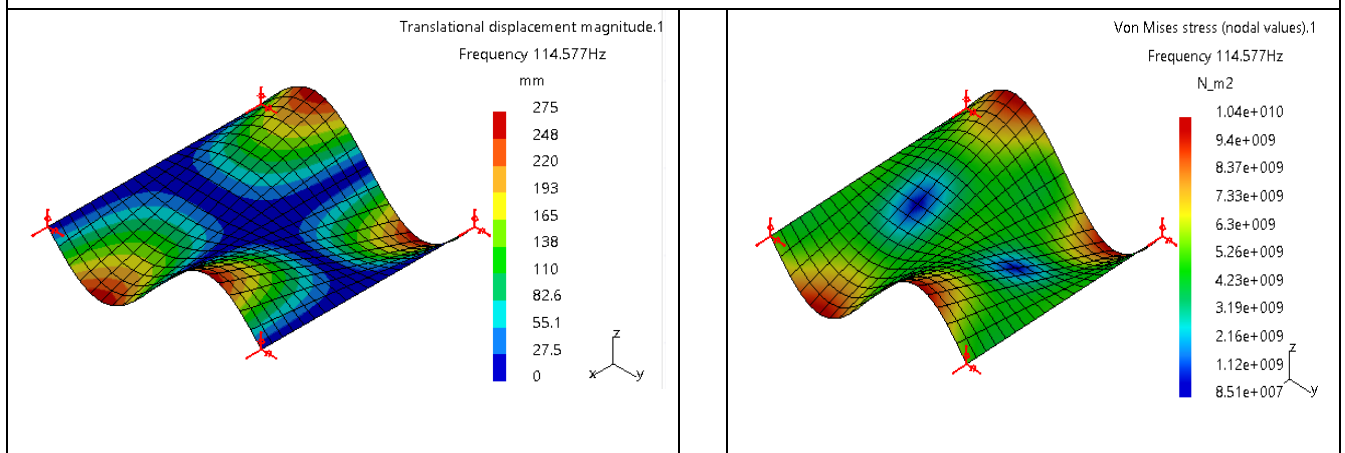 Translational displacement magnitude.1
Frequency 114.577Hz
mm
275
248
220
193
165
138
110
82.6
55.1
27.5
0
z
x
y
Von Mises stress (nodal values).1
Frequency 114.577Hz
N_m2
1.04e+010
9.4e+009
8.37e+009
7.33e+009
6.3e+009
5.26e+009
4.23e+009
3.19e+009
2.16e+009
1.12e+009
8.51e+007
z
y